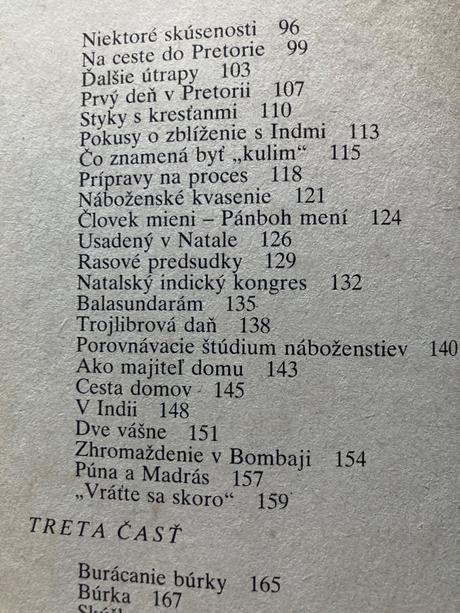 Niektoré skúsenosti 96
Na ceste do Pretorie 99
Ďalšie útrapy 103
Prvý deň v Pretorii 107
Styky s kresťanmi 110
Pokusy o zblíženie s Indmi 113
Čo znamená byť „kulim“ 115
Prípravy na proces 118
Náboženské kvasenie 121
Človek mieni – Pánboh mení 124
Usadený v Natale 126
Rasové predsudky 129
Natalský indický kongres 132
Balasundarám 135
Trojlibrová daň 138
Porovnávacie štúdium náboženstiev 140
Ako majiteľ domu 143
Cesta domov 145
V Indii 148
Dve vášne 151
Zhromaždenie v Bombaji 154
Púna a Madrás 157
„Vráťte sa skoro“ 159
TRETA ČASŤ
Burácanie búrky 165
Búrka 167